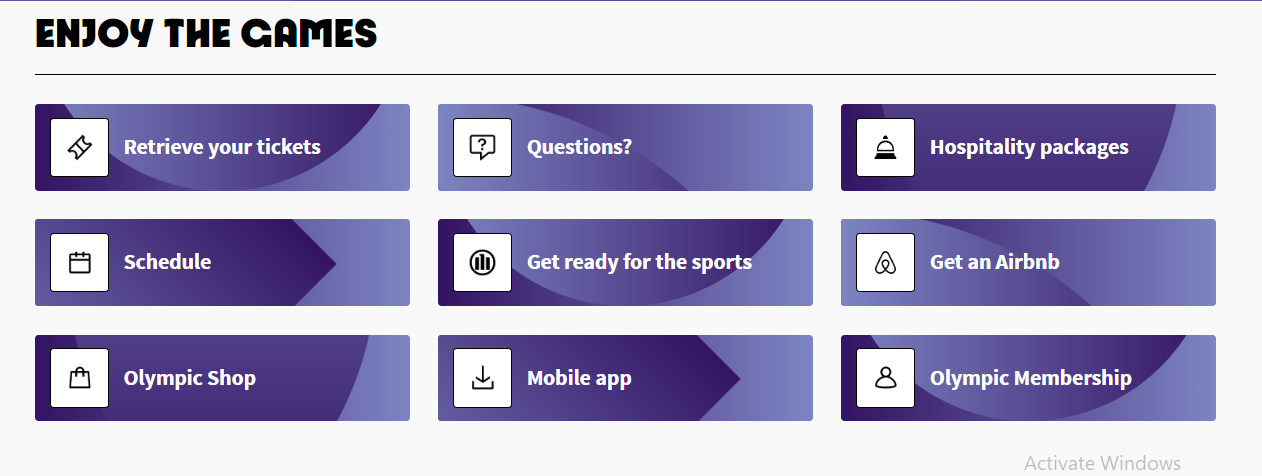 ENJOY THE GAMES
Retrieve your tickets
Questions?
Hospitality packages
Schedule
Get ready for the sports
Get an Airbnb
Olympic Shop
Mobile app
Olympic Membership
Activate Windows